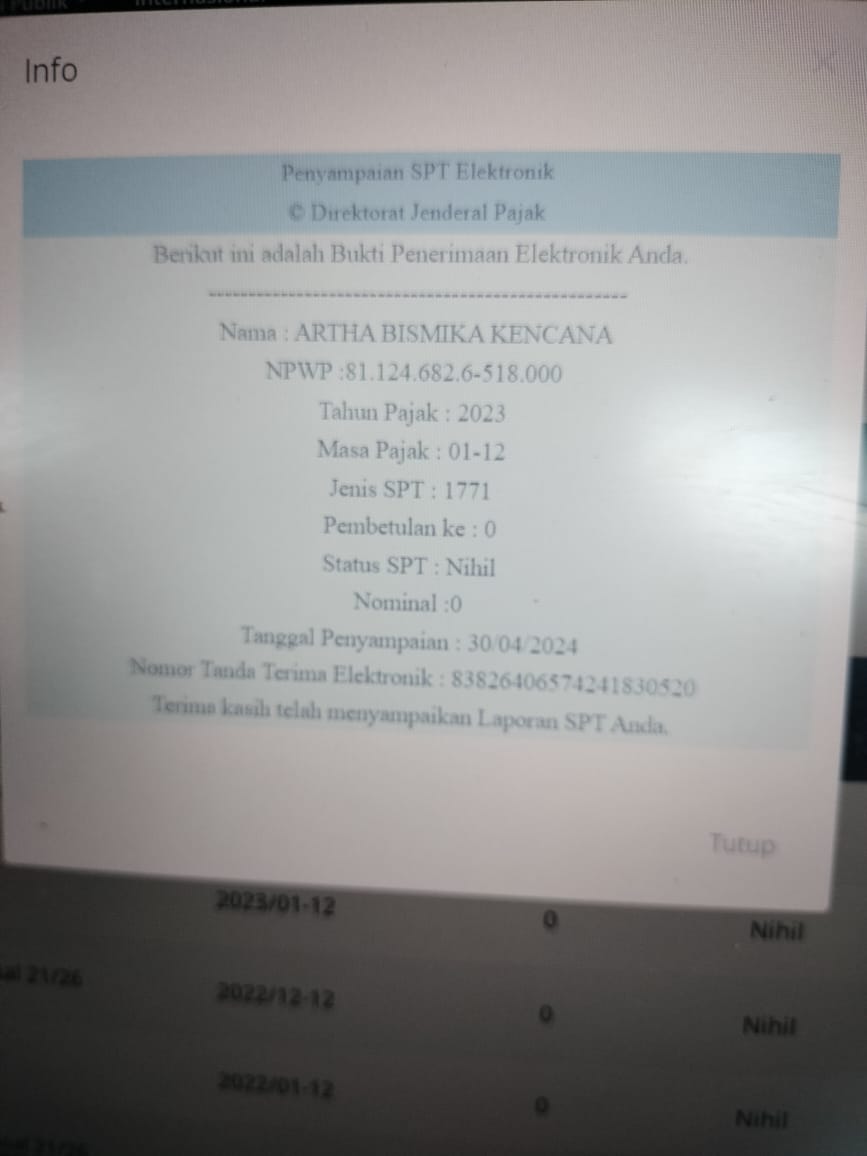 Info
Penyampaian SPT Elektronik
© Direktorat Jenderal Pajak
Berikut ini adalah Bukti Penerimaan Elektronik Anda.
----------------------------------------------------
Nama : ARTHA BISMIKA KENCANA
NPWP :81.124.682.6-518.000
Tahun Pajak : 2023
Masa Pajak : 01-12
Jenis SPT : 1771
Pembetulan ke : 0
Status SPT : Nihil
Nominal :0
Tanggal Penyampaian : 30/04/2024
Nomor Tanda Terima Elektronik : 83826406574241830520
Terima kasih telah menyampaikan Laporan SPT Anda.
Tutup
2023/01-12 0 Nihil
21/26 2022/12-12 0 Nihil
2022/01-12 0 Nihil